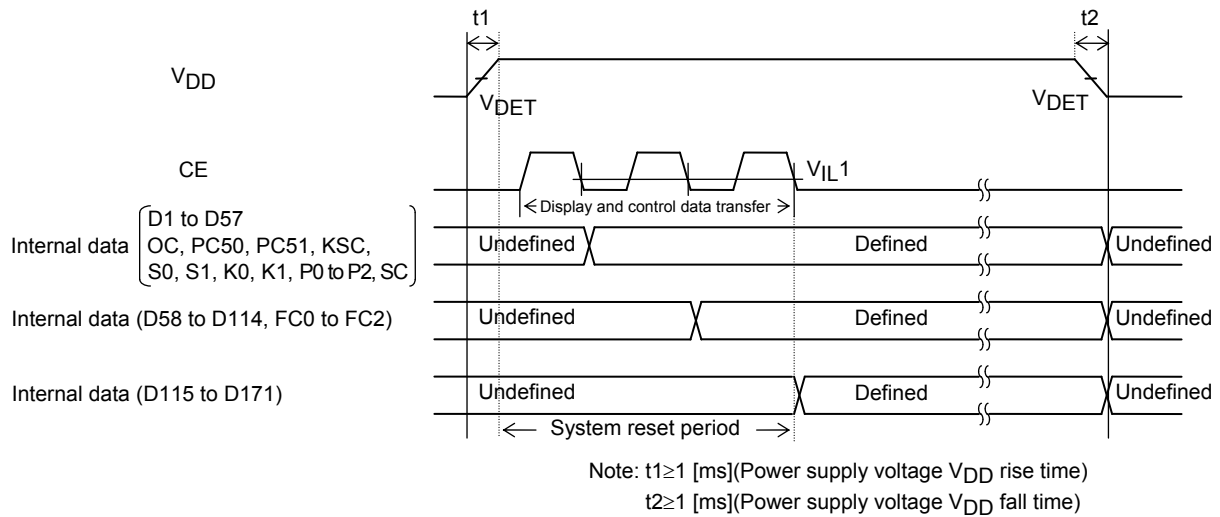 t1
t2
VDD
VDET
VDET
CE
VIL1
Display and control data transfer
Internal data
D1 to D57
OC, PC50, PC51, KSC,
S0, S1, K0, K1, P0 to P2, SC
Undefined
Defined
Undefined
Internal data (D58 to D114, FC0 to FC2)
Undefined
Defined
Undefined
Internal data (D115 to D171)
Undefined
Defined
Undefined
System reset period
Note: t1≥1 [ms](Power supply voltage VDD rise time)
t2≥1 [ms](Power supply voltage VDD fall time)